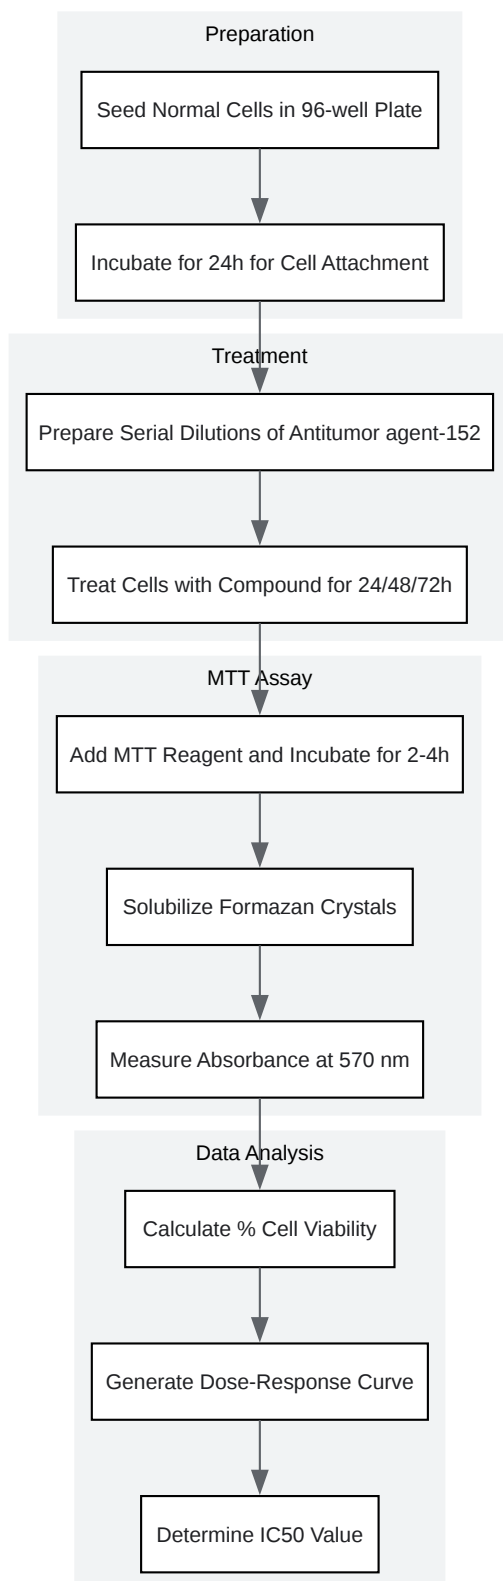 Preparation
Seed Normal Cells in 96-well Plate
Incubate for 24h for Cell Attachment
Treatment
Prepare Serial Dilutions of Antitumor agent-152
Treat Cells with Compound for 24/48/72h
MTT Assay
Add MTT Reagent and Incubate for 2-4h
Solubilize Formazan Crystals
Measure Absorbance at 570 nm
Data Analysis
Calculate % Cell Viability
Generate Dose-Response Curve
Determine IC50 Value